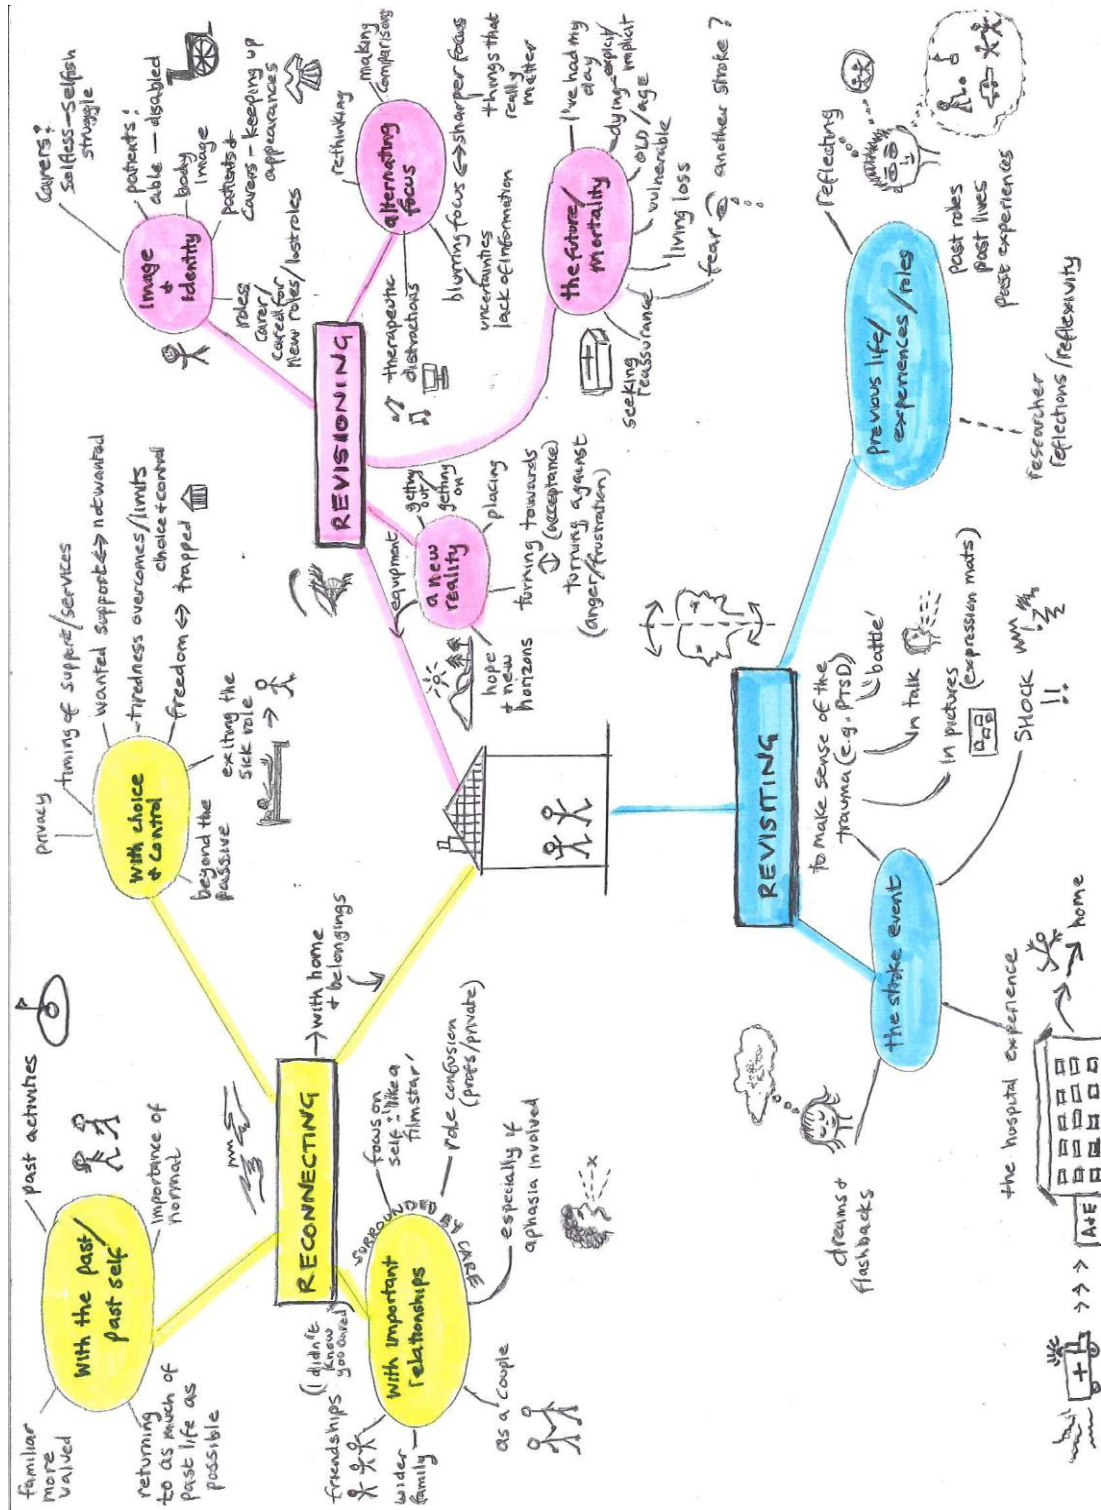 familiar
more
valued
past activities
With the past/
past self
importance of
normal
returning
to as much of
past life as
possible
privacy
timing of support/services
wanted support <-> not wanted
tiredness overcomes/limits
choice + control
freedom <-> trapped
With choice
+ control
beyond the
passive
exiting the
sick role
RECONNECTING
→ with home
+ belongings
friendships
(I didn't
know
you cared)
wider
family
With important
relationships
SURROUNDED BY
CARE
focus on
self: 'like a
filmstar'
role confusion
(profs/private)
especially if
aphasia involved
as a couple
carers:
selfless—selfish
struggle
patients:
able — disabled
body
image
patients +
carers - keeping up
appearances
Image
+
Identity
roles:
carer/
cared for
new roles/lost roles
REVISIONING
rethinking
making
comparisons
alternating
focus
therapeutic
distractions
blurring focus <-> sharper focus
things that
really
matter
uncertainties
lack of information
the future/
mortality
I've had my
day
dying - explicit/
implicit
OLD/age
vulnerable
living loss
fear
another stroke?
seeking
reassurance
equipment
a new
reality
getting
out/
getting
on
placing
turning towards
(acceptance)
turning against
(anger/frustration)
hope
+ new
horizons
REVISITING
the stroke event
to make sense of the
trauma (e.g. PTSD)
'battle'
In talk
In pictures
(expression mats)
SHOCK
!!
dreams +
flashbacks
the hospital experience
A+E
home
previous life/
experiences/roles
reflecting
past roles
past lives
past experiences
researcher
reflections/reflexivity